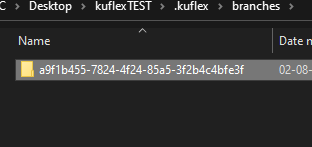 C > Desktop > kuflexTEST > .kuflex > branches >
Name Date n
a9f1b455-7824-4f24-85a5-3f2b4c4bfe3f 02-08-